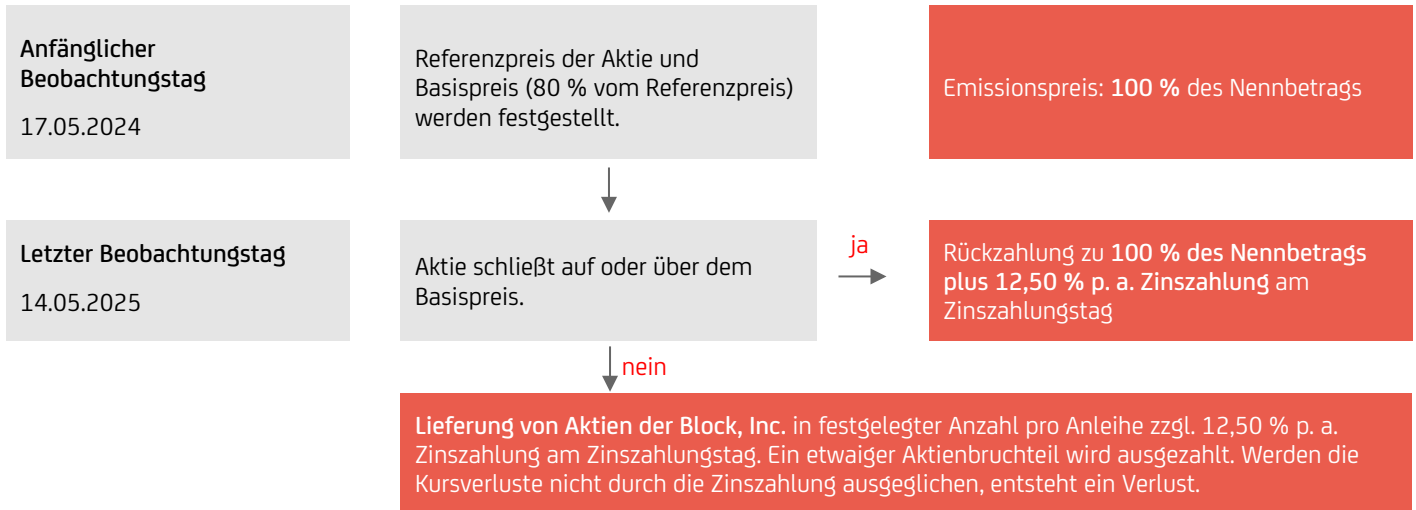 Anfänglicher
Beobachtungstag
17.05.2024
Referenzpreis der Aktie und
Basispreis (80 % vom Referenzpreis)
werden festgestellt.
Emissionspreis: 100 % des Nennbetrags
Letzter Beobachtungstag
14.05.2025
Aktie schließt auf oder über dem
Basispreis.
ja
Rückzahlung zu 100 % des Nennbetrags
plus 12,50 % p. a. Zinszahlung am
Zinszahlungstag
nein
Lieferung von Aktien der Block, Inc. in festgelegter Anzahl pro Anleihe zzgl. 12,50 % p. a.
Zinszahlung am Zinszahlungstag. Ein etwaiger Aktienbruchteil wird ausgezahlt. Werden die
Kursverluste nicht durch die Zinszahlung ausgeglichen, entsteht ein Verlust.